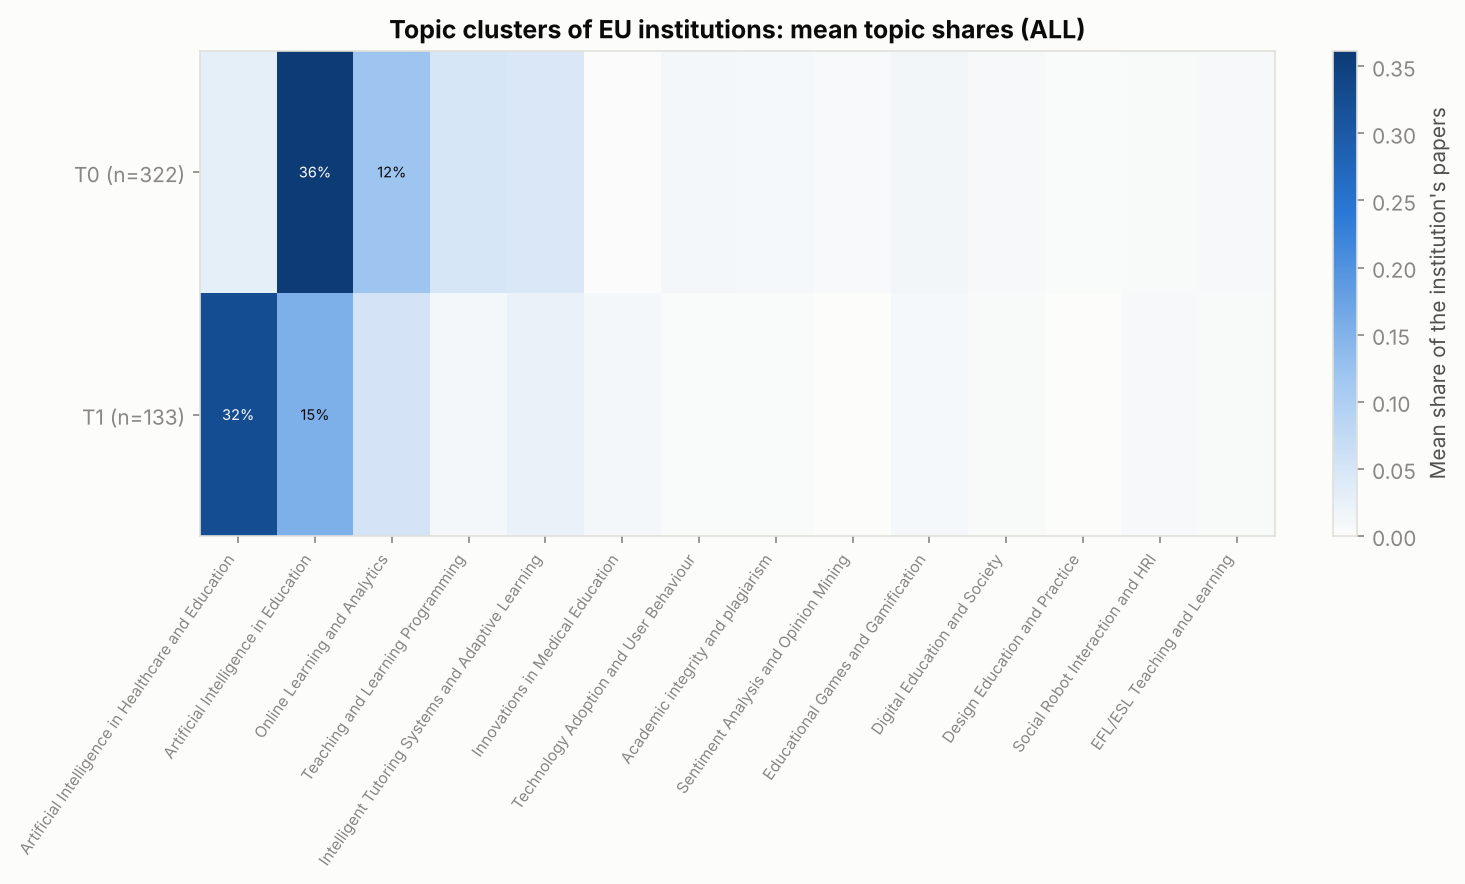 Topic clusters of EU institutions: mean topic shares (ALL)
T0 (n=322)
36%
12%
T1 (n=133)
32%
15%
Artificial Intelligence in Healthcare and Education
Artificial Intelligence in Education
Online Learning and Analytics
Teaching and Learning Programming
Intelligent Tutoring Systems and Adaptive Learning
Innovations in Medical Education
Technology Adoption and User Behaviour
Academic integrity and plagiarism
Sentiment Analysis and Opinion Mining
Educational Games and Gamification
Digital Education and Society
Design Education and Practice
Social Robot Interaction and HRI
EFL/ESL Teaching and Learning
0.35
0.30
0.25
0.20
0.15
0.10
0.05
0.00
Mean share of the institution's papers